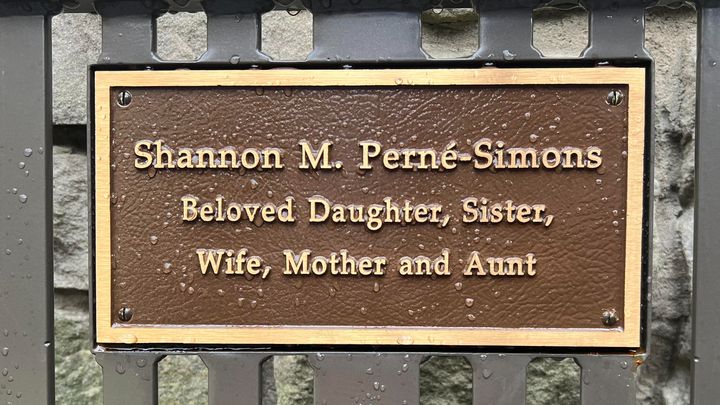 Shannon M. Perné-Simons
Beloved Daughter, Sister,
Wife, Mother and Aunt